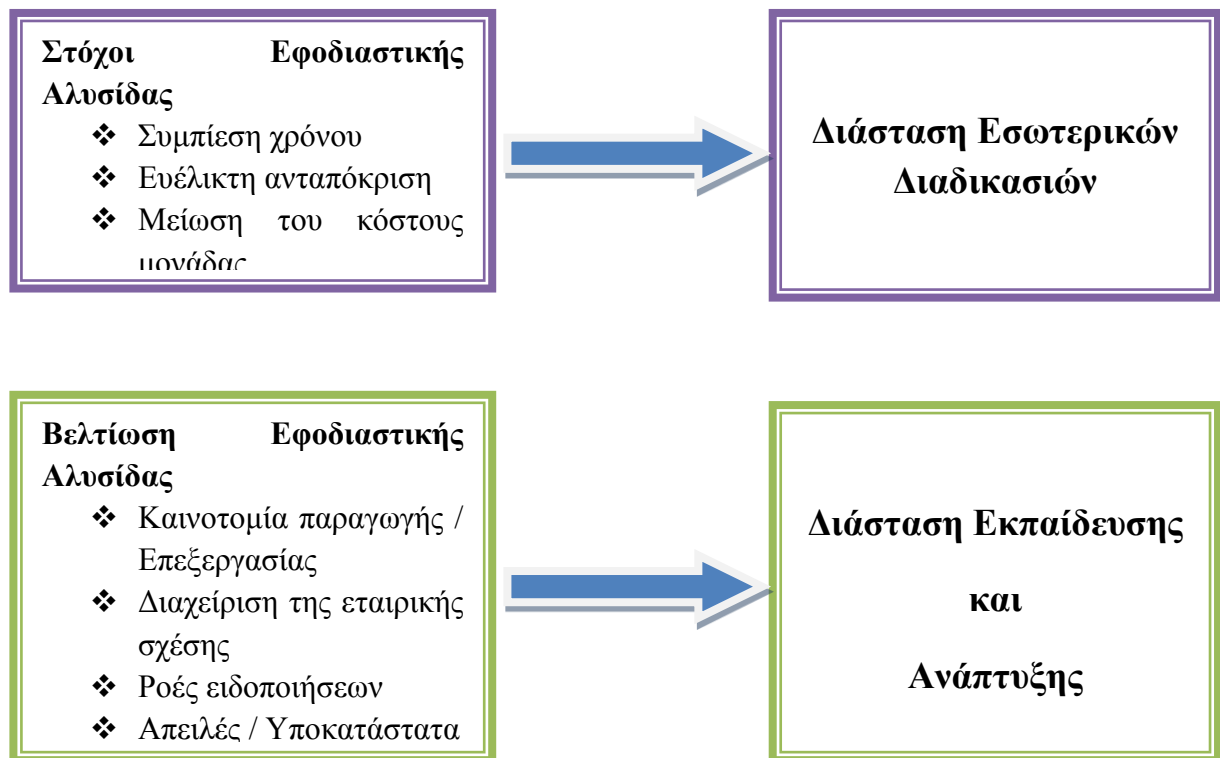 Στόχοι Εφοδιαστικής
Αλυσίδας
❖ Συμπίεση χρόνου
❖ Ευέλικτη ανταπόκριση
❖ Μείωση του κόστους
μονάδας
Διάσταση Εσωτερικών
Διαδικασιών
Βελτίωση Εφοδιαστικής
Αλυσίδας
❖ Καινοτομία παραγωγής /
Επεξεργασίας
❖ Διαχείριση της εταιρικής
σχέσης
❖ Ροές ειδοποιήσεων
❖ Απειλές / Υποκατάστατα
Διάσταση Εκπαίδευσης
και
Ανάπτυξης